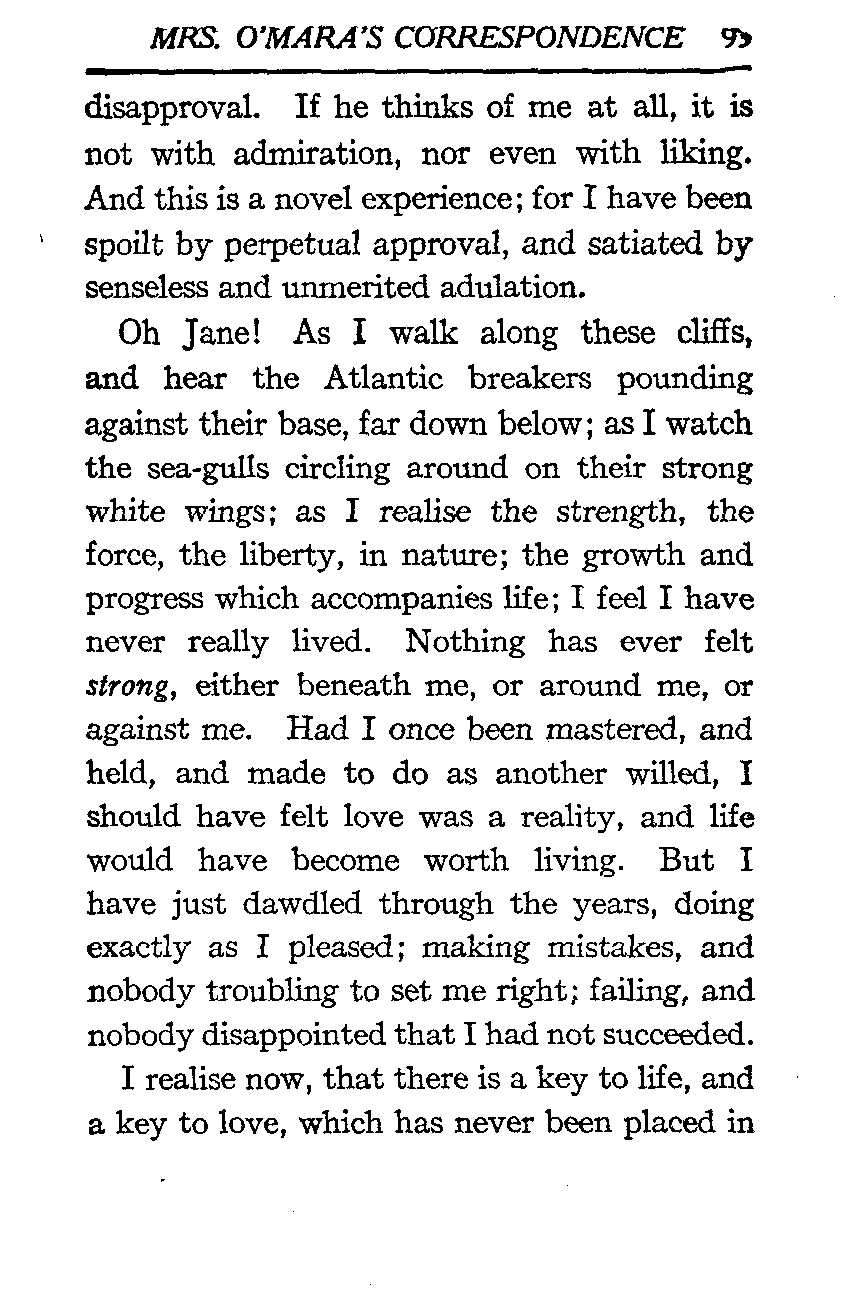 MRS. O'MARA'S CORRESPONDENCE
disapproval. If he thinks of me at all, it is
not with admiration, nor even with liking.
And this is a novel experience; for I have been
spoilt by perpetual approval, and satiated by
senseless and unmerited adulation.
Oh Jane! As I walk along these cliffs,
and hear the Atlantic breakers pounding
against their base, far down below; as I watch
the sea-gulls circling around on their strong
white wings; as I realise the strength, the
force, the liberty, in nature; the growth and
progress which accompanies life; I feel I have
never really lived. Nothing has ever felt
strong, either beneath me, or around me, or
against me. Had I once been mastered, and
held, and made to do as another willed, I
should have felt love was a reality, and life
would have become worth living. But I
have just dawdled through the years, doing
exactly as I pleased; making mistakes, and
nobody troubling to set me right; failing, and
nobody disappointed that I had not succeeded.
I realise now, that there is a key to life, and
a key to love, which has never been placed in